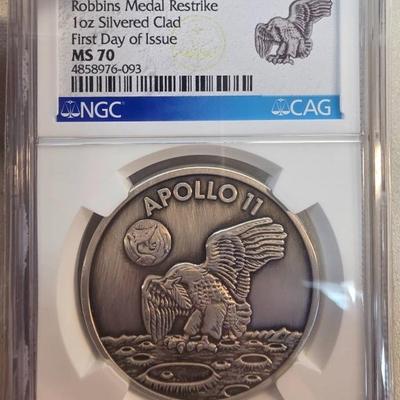 Robbins Medal Restrike
1oz Silvered Clad
First Day of Issue
MS 70
4858976-093
NGC
CAG
APOLLO 11